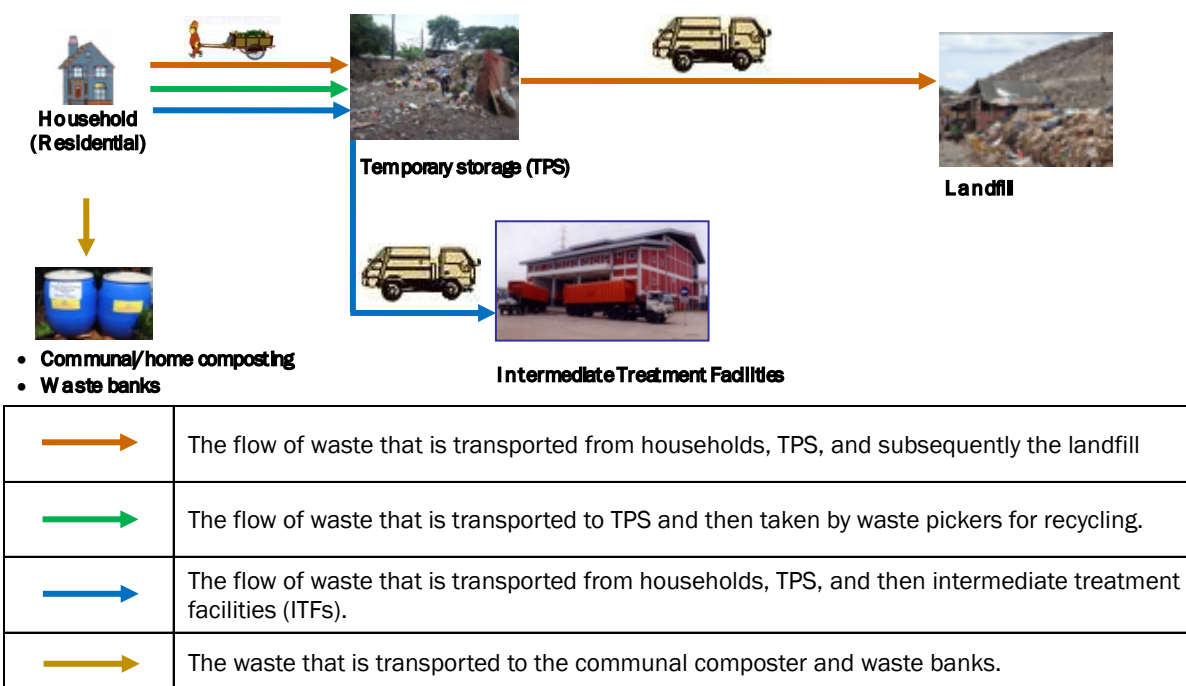 Household
(Residential)
Temporary storage (TPS)
Landfill
• Communal/home composting
• Waste banks
Intermediate Treatment Facilities
The flow of waste that is transported from households, TPS, and subsequently the landfill
The flow of waste that is transported to TPS and then taken by waste pickers for recycling.
The flow of waste that is transported from households, TPS, and then intermediate treatment
facilities (ITFs).
The waste that is transported to the communal composter and waste banks.